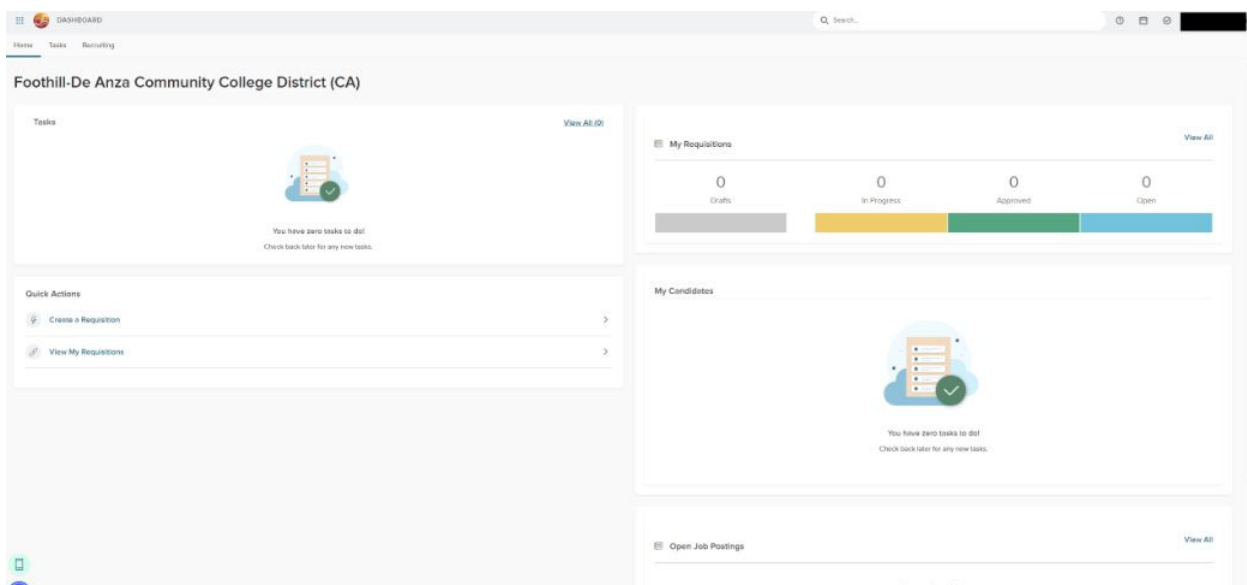 DASHBOARD
Search...
Home Tasks Recruiting
Foothill-De Anza Community College District (CA)
Tasks
View All (0)
You have zero tasks to do!
Check back later for any new tasks.
Quick Actions
Create a Requisition
View My Requisitions
My Requisitions
View All
0 0 0 0
Drafts In Progress Approved Open
My Candidates
You have zero tasks to do!
Check back later for any new tasks.
Open Job Postings
View All